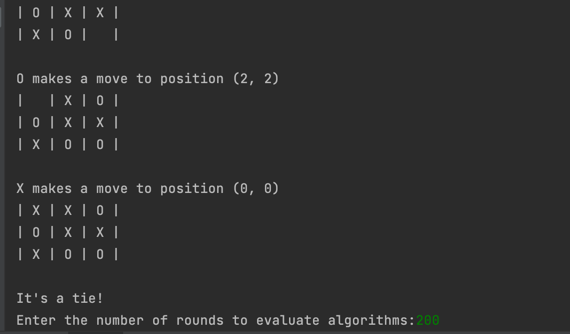 | O | X | X |
| X | O |   |
O makes a move to position (2, 2)
|   | X | O |
| O | X | X |
| X | O | O |
X makes a move to position (0, 0)
| X | X | O |
| O | X | X |
| X | O | O |
It's a tie!
Enter the number of rounds to evaluate algorithms:200